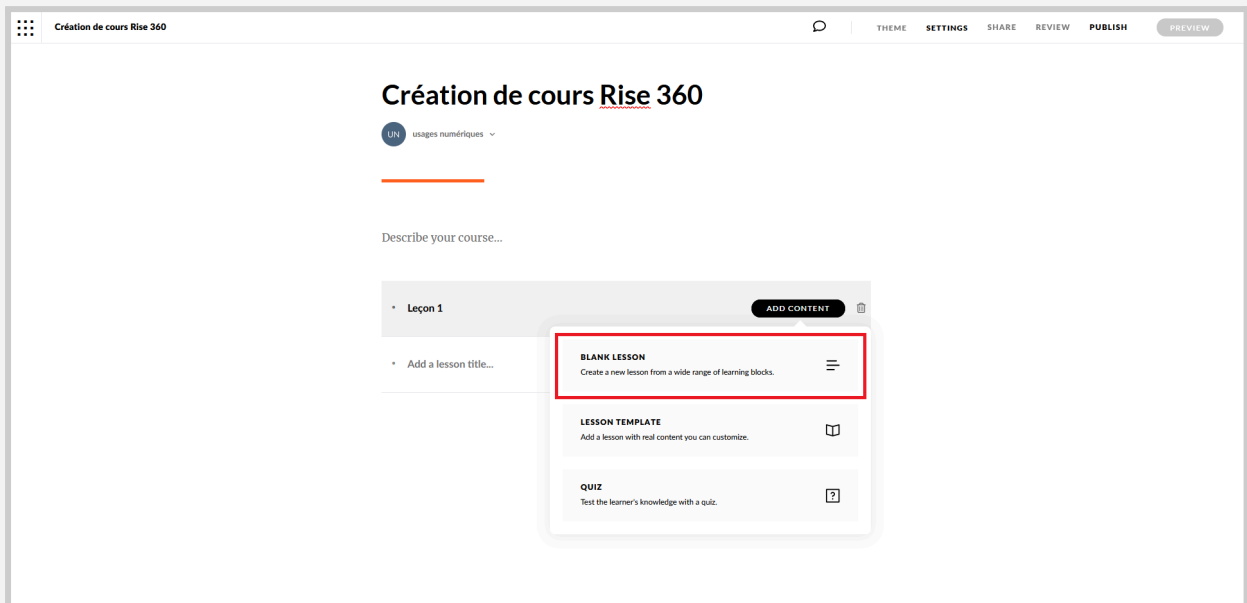 Création de cours Rise 360
THEME SETTINGS SHARE REVIEW PUBLISH PREVIEW
Création de cours Rise 360
UN usages numériques
Describe your course...
• Leçon 1 ADD CONTENT
• Add a lesson title...
BLANK LESSON
Create a new lesson from a wide range of learning blocks.
LESSON TEMPLATE
Add a lesson with real content you can customize.
QUIZ
Test the learner's knowledge with a quiz.
?